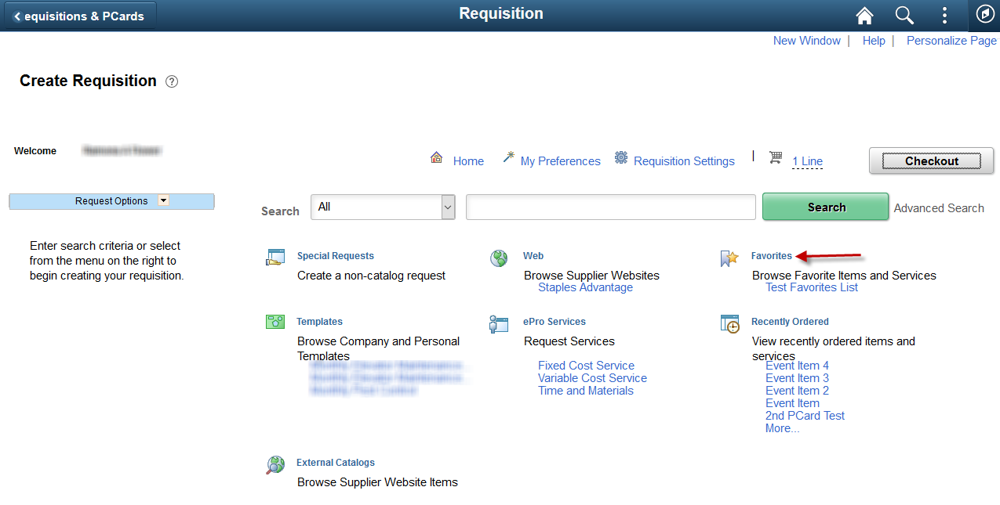 equisitions & PCards
Requisition
New Window | Help | Personalize Page
Create Requisition ?
Welcome
Home My Preferences Requisition Settings | 1 Line Checkout
Request Options
Search All Search Advanced Search
Enter search criteria or select
from the menu on the right to
begin creating your requisition.
Special Requests
Create a non-catalog request
Web
Browse Supplier Websites
Staples Advantage
Favorites
Browse Favorite Items and Services
Test Favorites List
Templates
Browse Company and Personal
Templates
ePro Services
Request Services
Fixed Cost Service
Variable Cost Service
Time and Materials
Recently Ordered
View recently ordered items and
services
Event Item 4
Event Item 3
Event Item 2
Event Item
2nd PCard Test
More...
External Catalogs
Browse Supplier Website Items